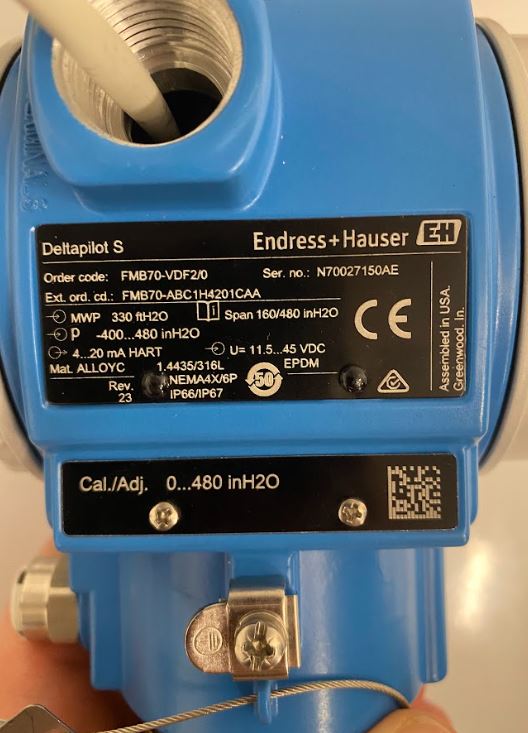 Deltapilot S
Endress+Hauser EH
Order code: FMB70-VDF2/0 Ser. no.: N70027150AE
Ext. ord. cd.: FMB70-ABC1H4201CAA
MWP 330 ftH2O Span 160/480 inH2O
p -400...480 inH2O
4..20 mA HART U= 11.5...45 VDC
Mat. ALLOYC 1.4435/316L EPDM
Rev. 23
NEMA4X/6P
IP66/IP67
50
CE
Assembled in USA.
Greenwood. In.
Cal./Adj. 0...480 inH2O